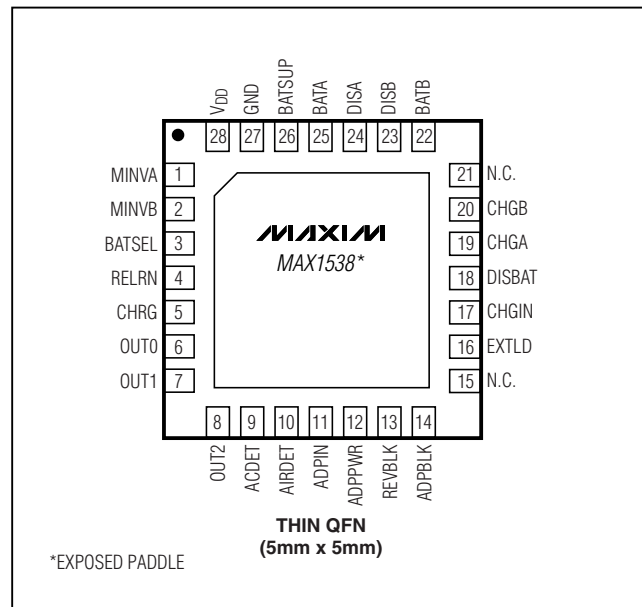 VDD
GND
BATSUP
BATA
DISA
DISB
BATB
28 27 26 25 24 23 22
MINVA 1
MINVB 2
BATSEL 3
RELRN 4
CHRG 5
OUT0 6
OUT1 7
MAXIM
MAX1538*
21 N.C.
20 CHGB
19 CHGA
18 DISBAT
17 CHGIN
16 EXTLD
15 N.C.
8 9 10 11 12 13 14
OUT2
ACDET
AIRDET
ADPIN
ADPPWR
REVBLK
ADPBLK
THIN QFN
(5mm x 5mm)
*EXPOSED PADDLE